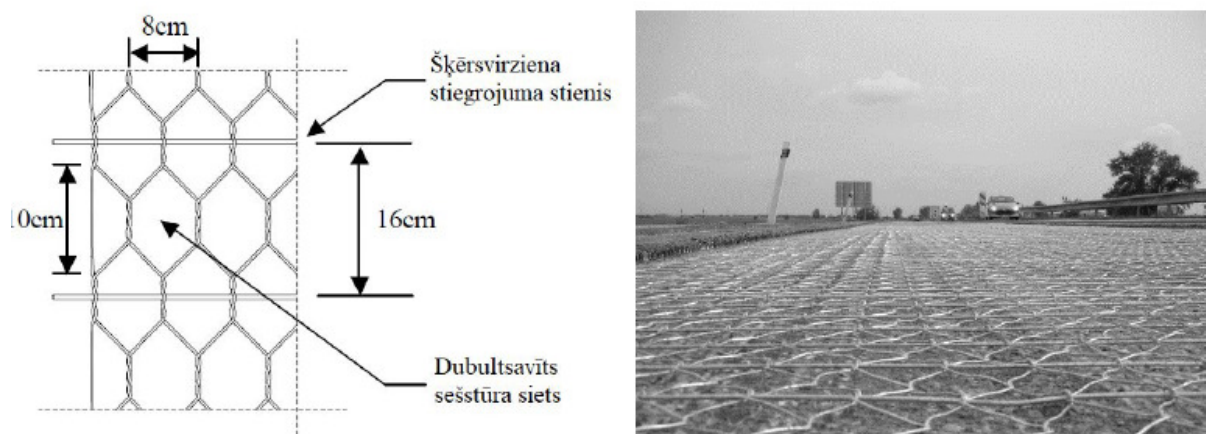 8cm
Šķērsvirziena
stiegrojuma stienis
10cm
16cm
Dubultsavīts
sešstūra siets